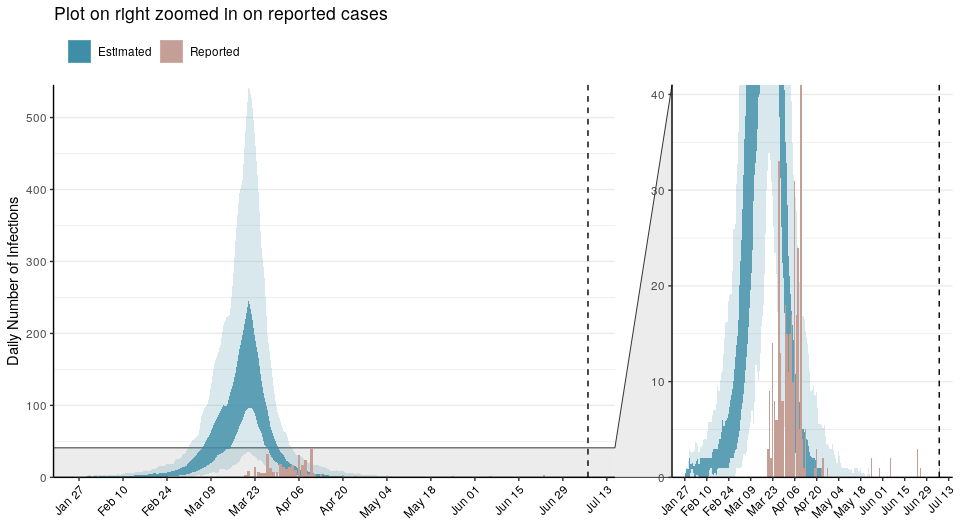 Plot on right zoomed in on reported cases
Estimated Reported
Daily Number of Infections
500
400
300
200
100
0
Jan 27 Feb 10 Feb 24 Mar 09 Mar 23 Apr 06 Apr 20 May 04 May 18 Jun 01 Jun 15 Jun 29 Jul 13
40
30
20
10
0
Jan 27 Feb 10 Feb 24 Mar 09 Mar 23 Apr 06 Apr 20 May 04 May 18 Jun 01 Jun 15 Jun 29 Jul 13